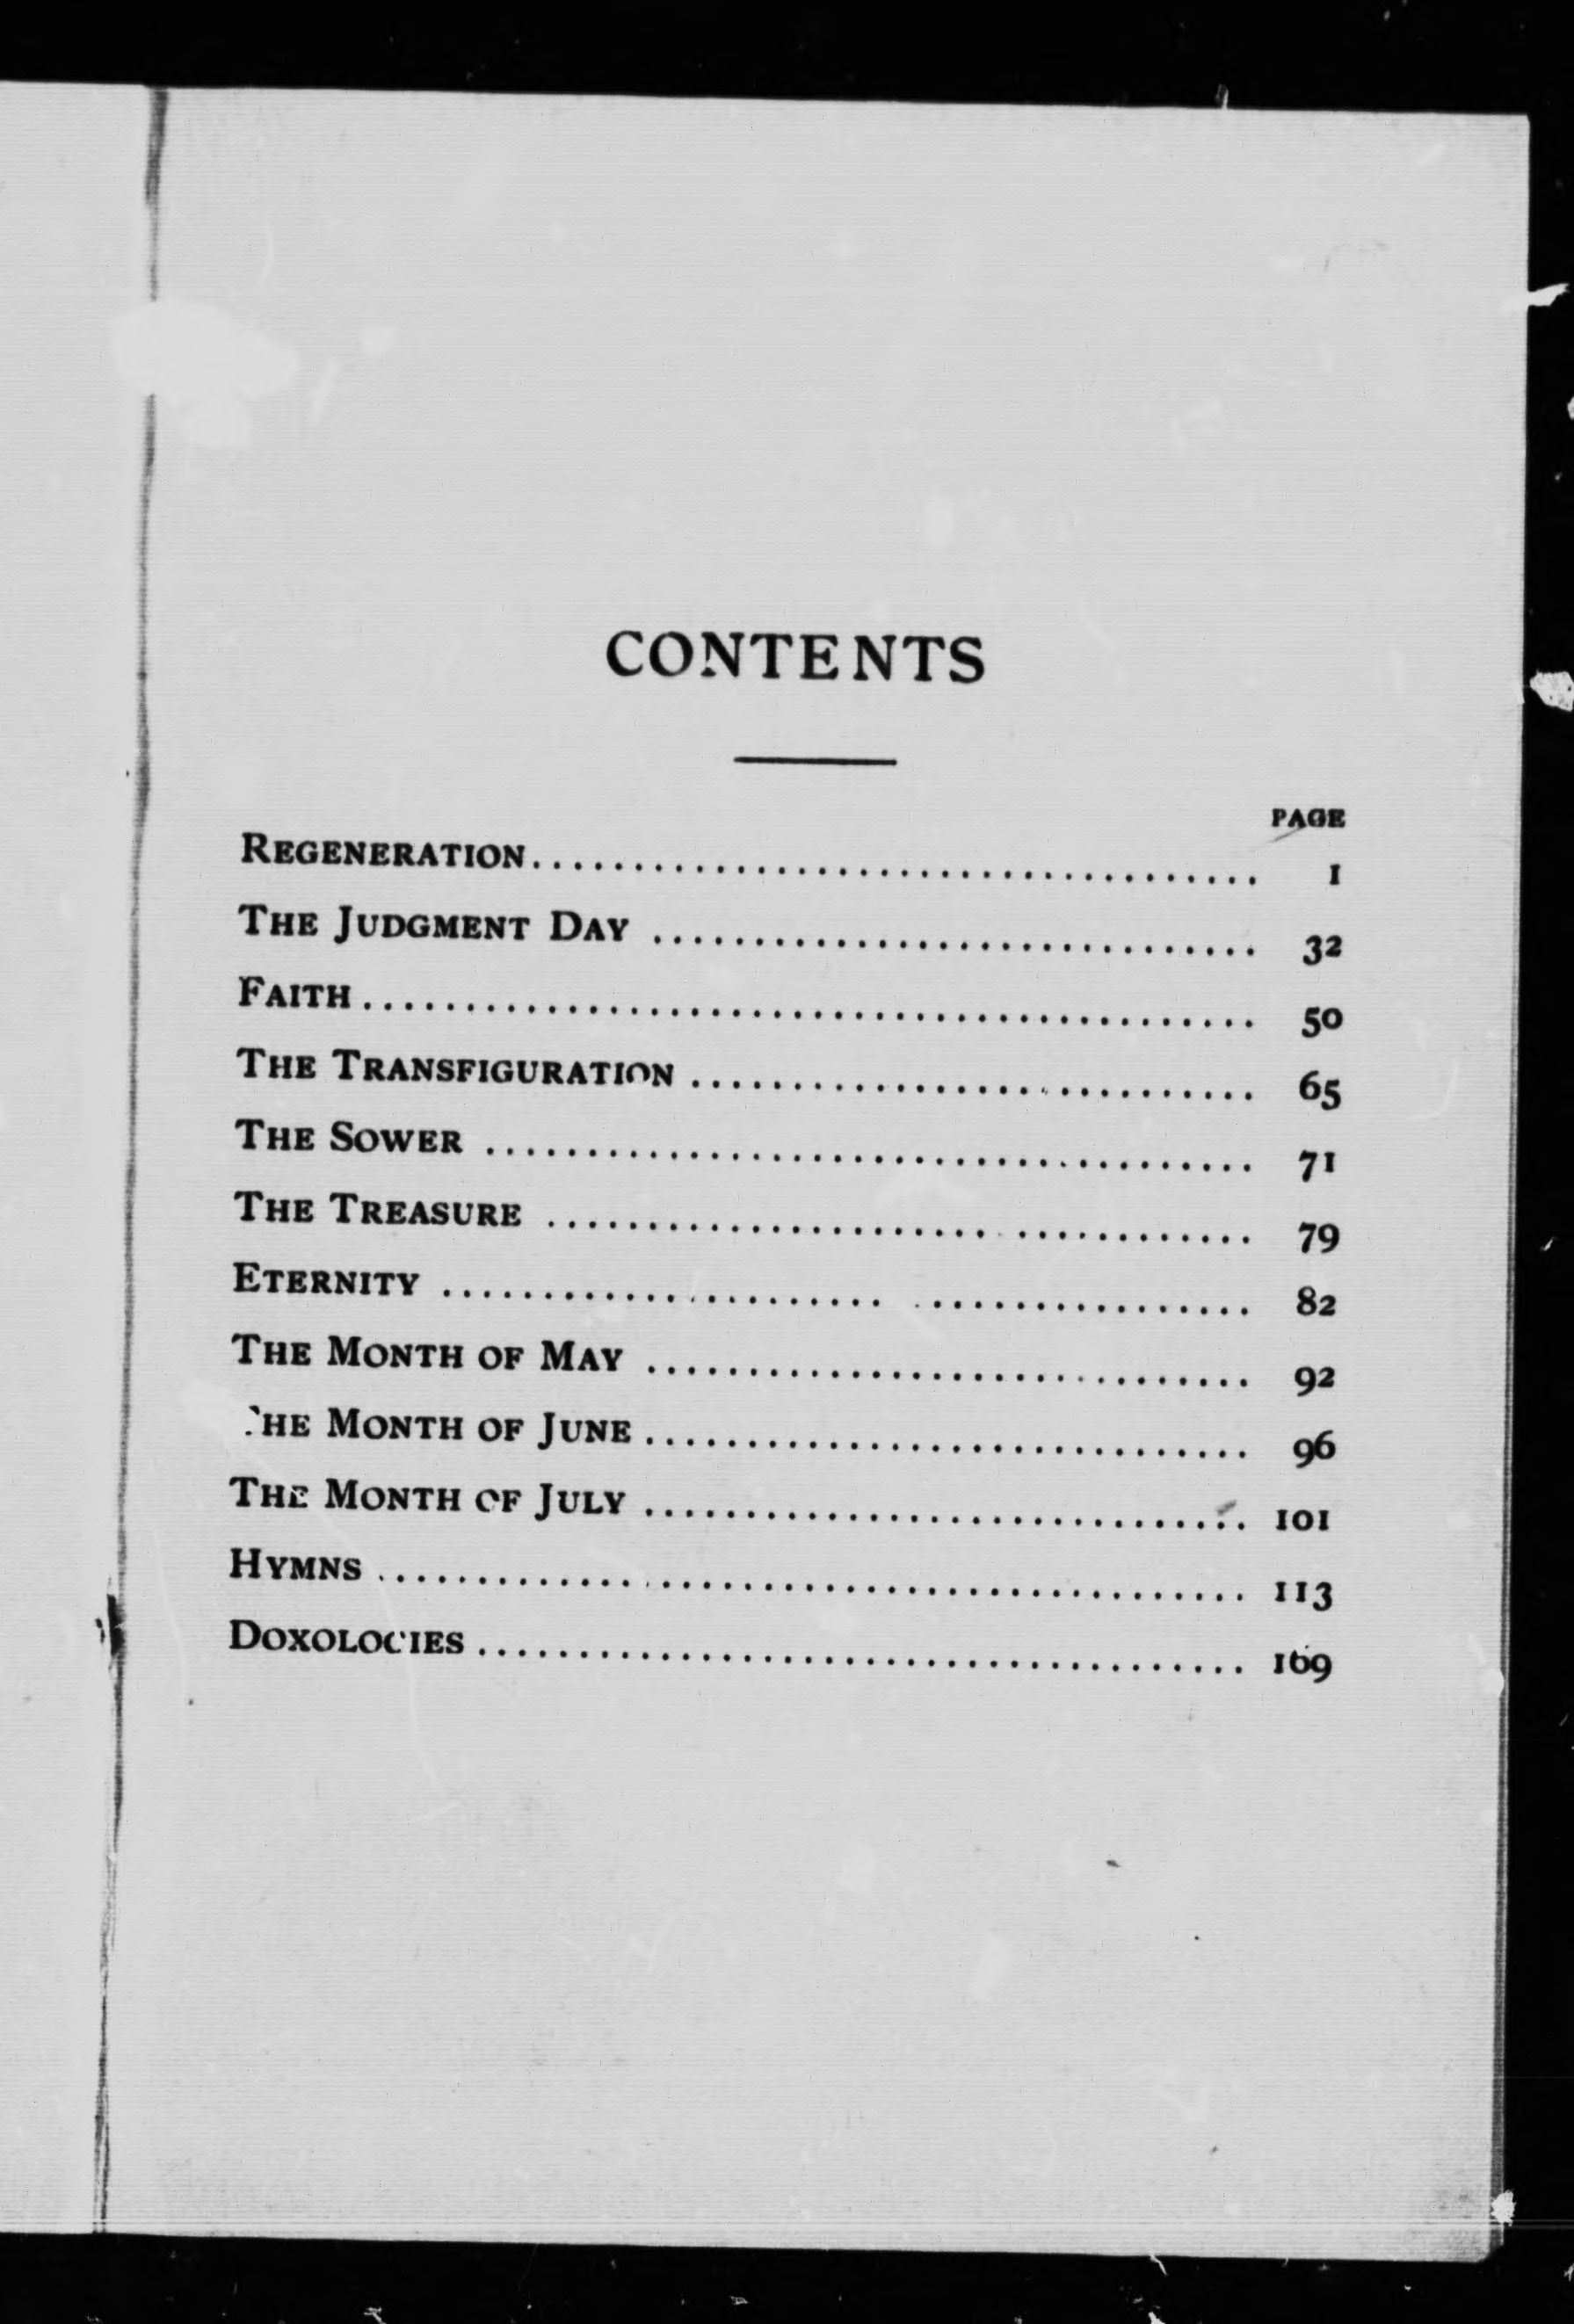 CONTENTS
PAGE
REGENERATION........................................ 1
THE JUDGMENT DAY .............................. 32
FAITH............................................. 50
THE TRANSFIGURATION ............................ 65
THE SOWER ...................................... 71
THE TREASURE ................................... 79
ETERNITY ....................................... 82
THE MONTH OF MAY .............................. 92
THE MONTH OF JUNE.............................. 96
THE MONTH OF JULY .............................. 101
HYMNS .......................................... 113
DOXOLOGIES...................................... 169